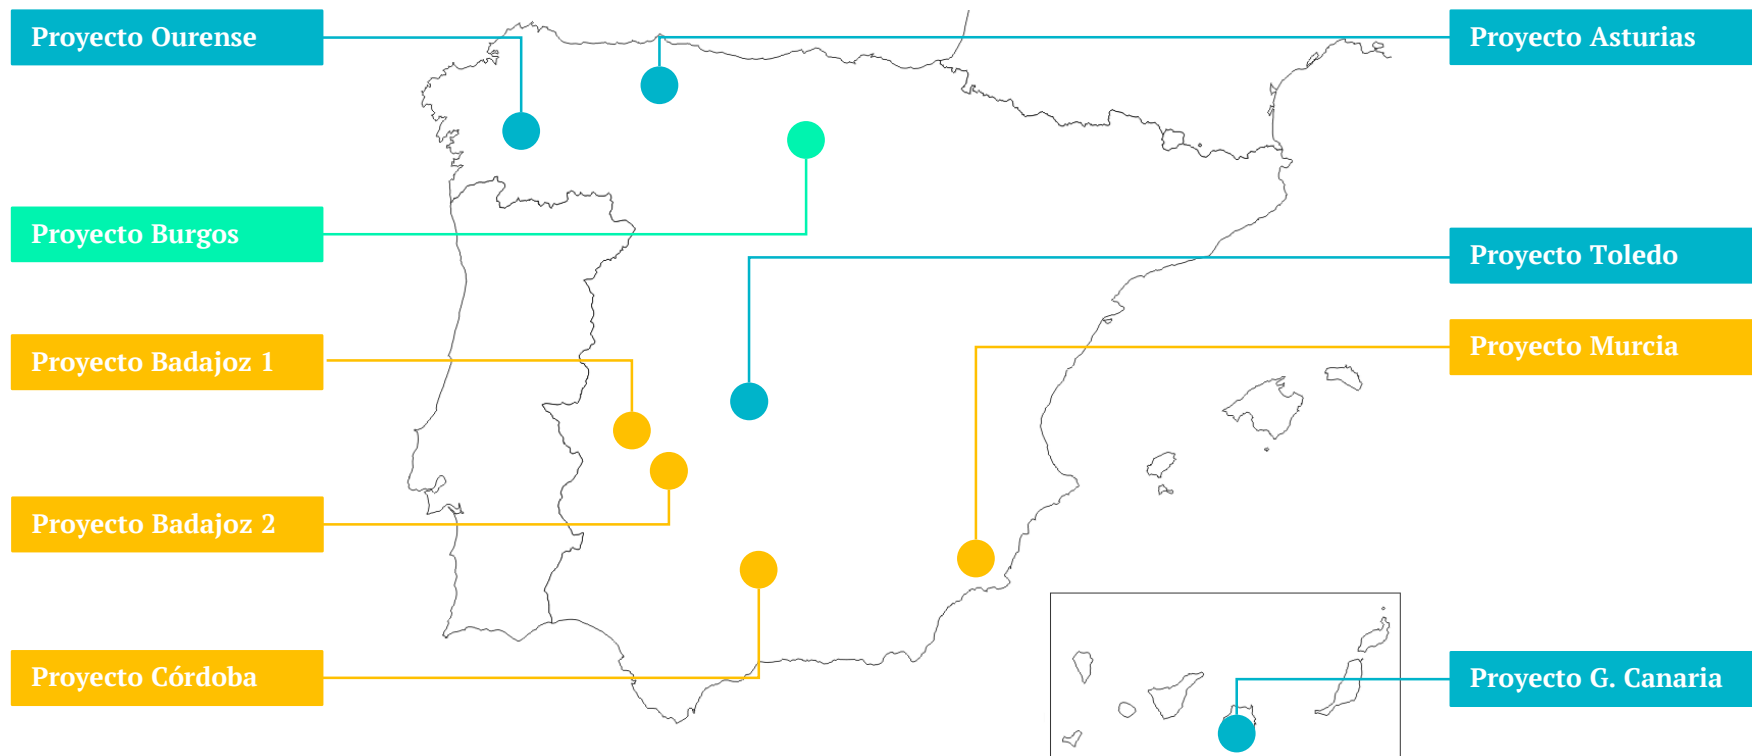 Proyecto Ourense
Proyecto Asturias
Proyecto Burgos
Proyecto Toledo
Proyecto Badajoz 1
Proyecto Murcia
Proyecto Badajoz 2
Proyecto Córdoba
Proyecto G. Canaria